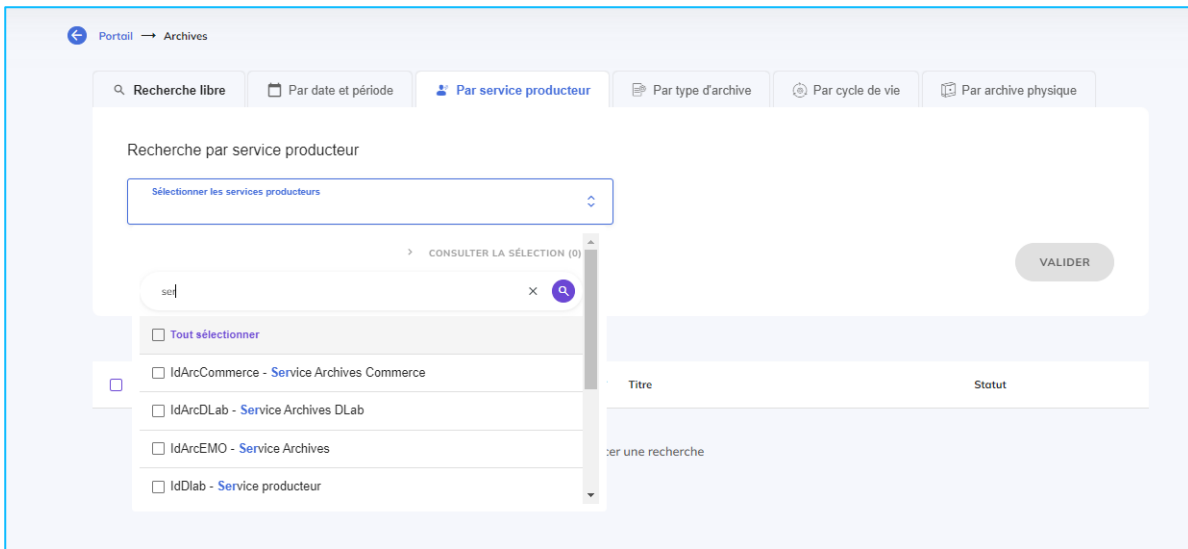 Portail → Archives
Recherche libre
Par date et période
Par service producteur
Par type d'archive
Par cycle de vie
Par archive physique
Recherche par service producteur
Sélectionner les services producteurs
> CONSULTER LA SÉLECTION (0)
VALIDER
ser
Tout sélectionner
IdArcCommerce - Service Archives Commerce
Titre
Statut
IdArcDLab - Service Archives DLab
IdArcEMO - Service Archives
cer une recherche
IdDlab - Service producteur